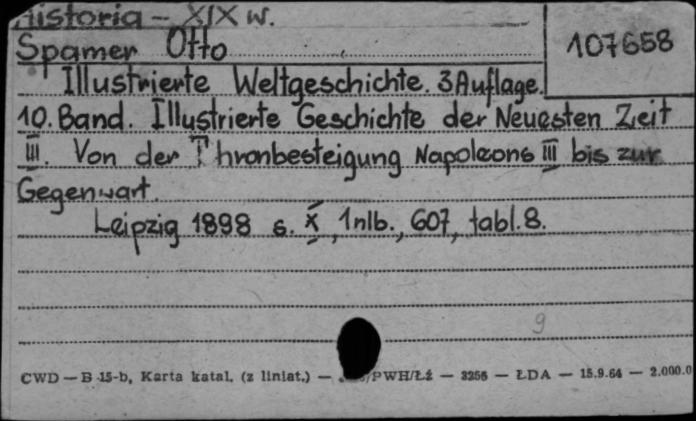 Historia - XIX w.
107658
Spamer Otto
Illustrierte Weltgeschichte. 3 Auflage.
10. Band. Illustrierte Geschichte der Neuesten Zeit
III. Von der Thronbesteigung Napoleons III bis zur
Gegenwart.
Leipzig 1898 s. X, 1nlb., 607, tabl. 8.
9
CWD — B 15-b, Karta katal. (z liniat.) — /PWH/Łź — 3256 — ŁDA — 15.9.64 — 2.000.0